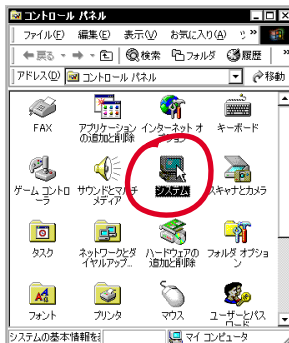 コントロール パネル
ファイル(F) 編集(E) 表示(V) お気に入り(A) ツ »
戻る 検索 フォルダ 履歴 »
アドレス(D) コントロール パネル 移動
FAX
アプリケーション
の追加と削除
インターネット オ
プション
キーボード
ゲーム コントロ
ーラ
サウンドとマルチ
メディア
システム
スキャナとカメラ
タスク
ネットワークとダ
イヤルアップ...
ハードウェアの
追加と削除
フォルダ オプショ
ン
フォント
プリンタ
マウス
ユーザーとパス
ワード
システムの基本情報を
マイ コンピュータ